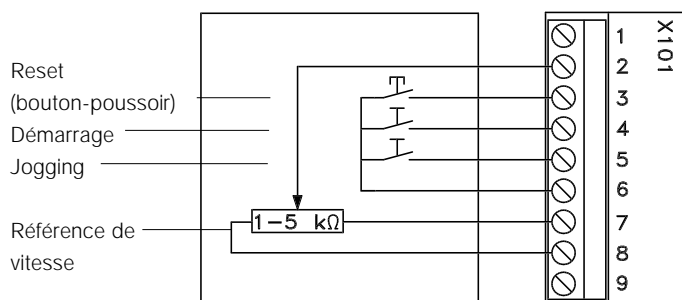 Reset
(bouton-poussoir)
Démarrage
Jogging
Référence de
vitesse
1-5 kΩ
X101
1
2
3
4
5
6
7
8
9